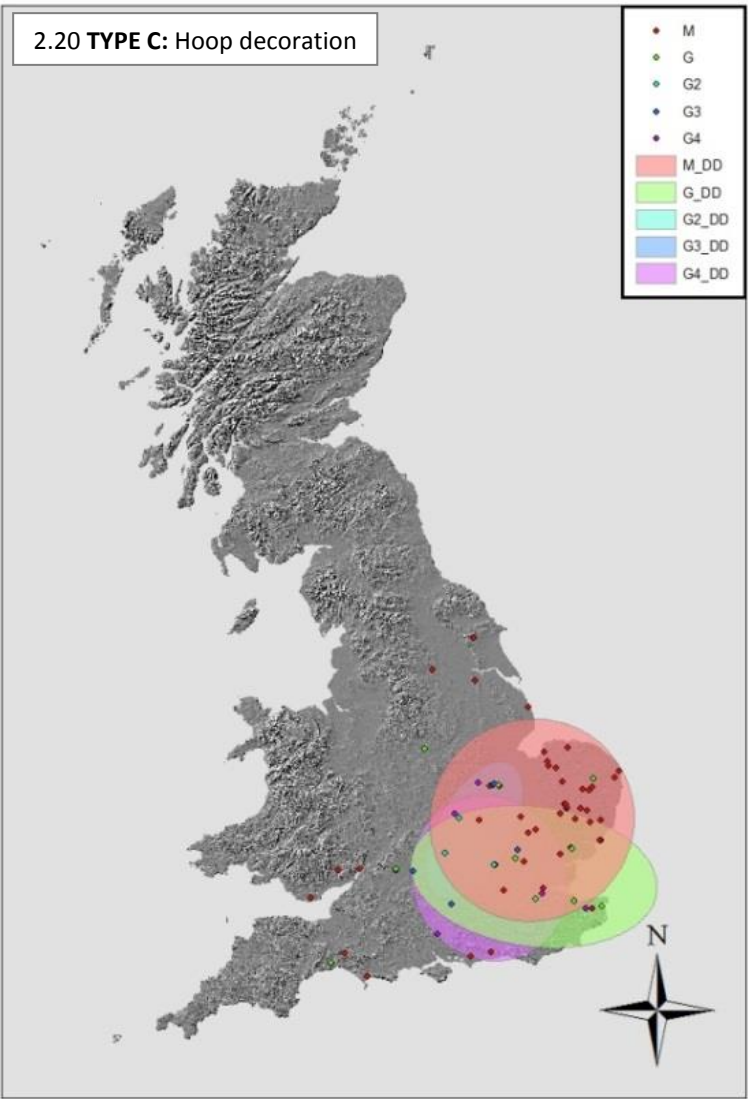 2.20 TYPE C: Hoop decoration
M
G
G2
G3
G4
M_DD
G_DD
G2_DD
G3_DD
G4_DD
N